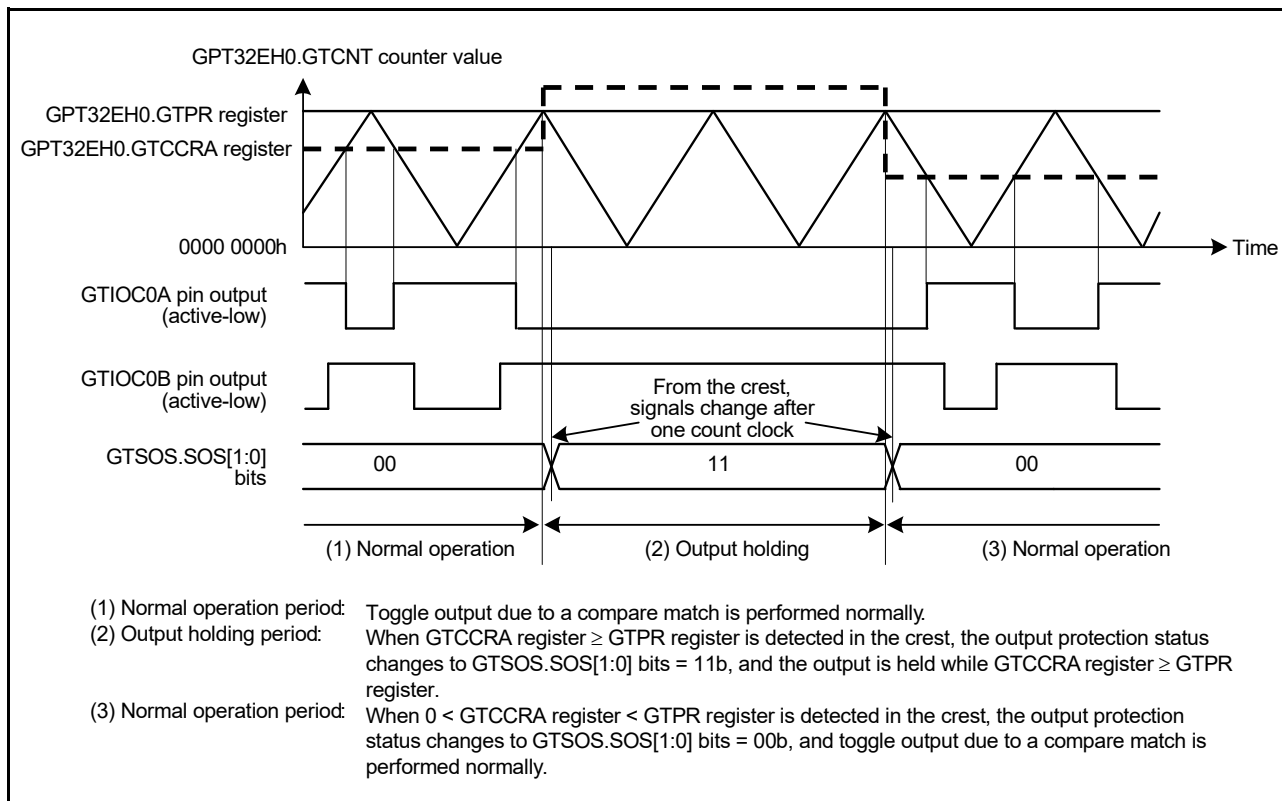 GPT32EH0.GTCNT counter value
GPT32EH0.GTPR register
GPT32EH0.GTCCRA register
0000 0000h
Time
GTIOC0A pin output
(active-low)
GTIOC0B pin output
(active-low)
From the crest,
signals change after
one count clock
GTSOS.SOS[1:0]
bits
00
11
00
(1) Normal operation
(2) Output holding
(3) Normal operation
(1) Normal operation period: Toggle output due to a compare match is performed normally.
(2) Output holding period: When GTCCRA register ≥ GTPR register is detected in the crest, the output protection status
changes to GTSOS.SOS[1:0] bits = 11b, and the output is held while GTCCRA register ≥ GTPR
register.
(3) Normal operation period: When 0 < GTCCRA register < GTPR register is detected in the crest, the output protection
status changes to GTSOS.SOS[1:0] bits = 00b, and toggle output due to a compare match is
performed normally.